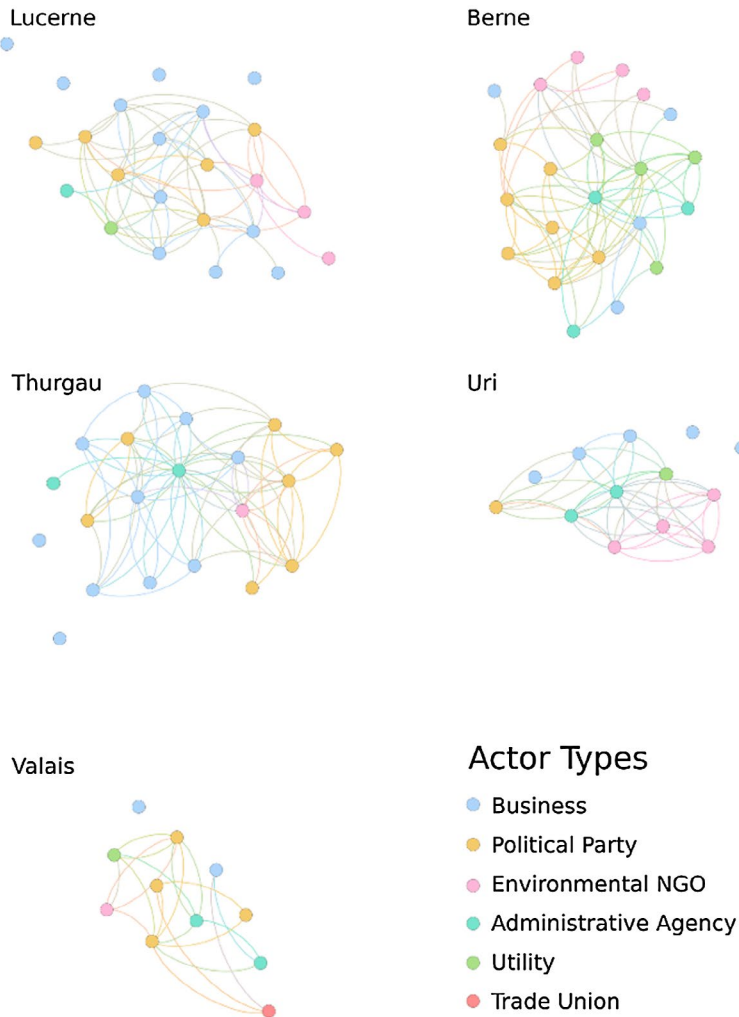 Lucerne
Berne
Thurgau
Uri
Valais
Actor Types
Business
Political Party
Environmental NGO
Administrative Agency
Utility
Trade Union